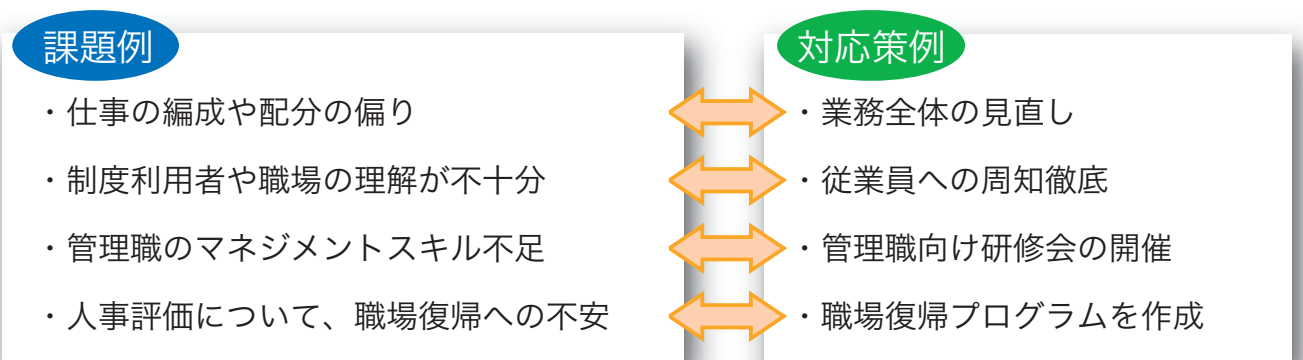 課題例
・仕事の編成や配分の偏り
・制度利用者や職場の理解が不十分
・管理職のマネジメントスキル不足
・人事評価について、職場復帰への不安
対応策例
・業務全体の見直し
・従業員への周知徹底
・管理職向け研修会の開催
・職場復帰プログラムを作成